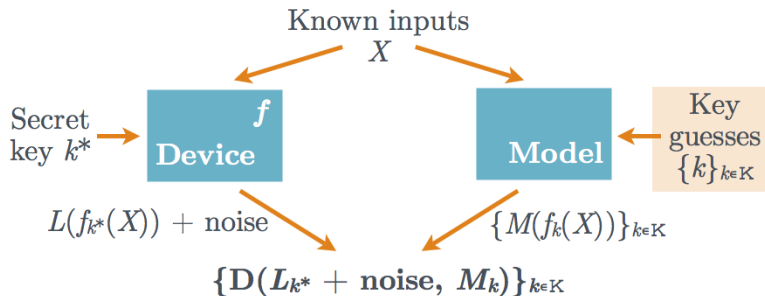 Known inputs
X
Secret
key k*
f
Device
Model
Key
guesses
{k}k∈K
L(fk*(X)) + noise
{M(fk(X))}k∈K
{D(Lk* + noise, Mk)}k∈K